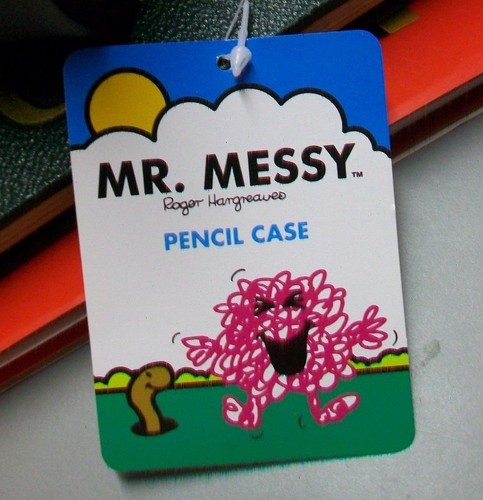 MR. MESSY™
Roger Hargreaves
PENCIL CASE